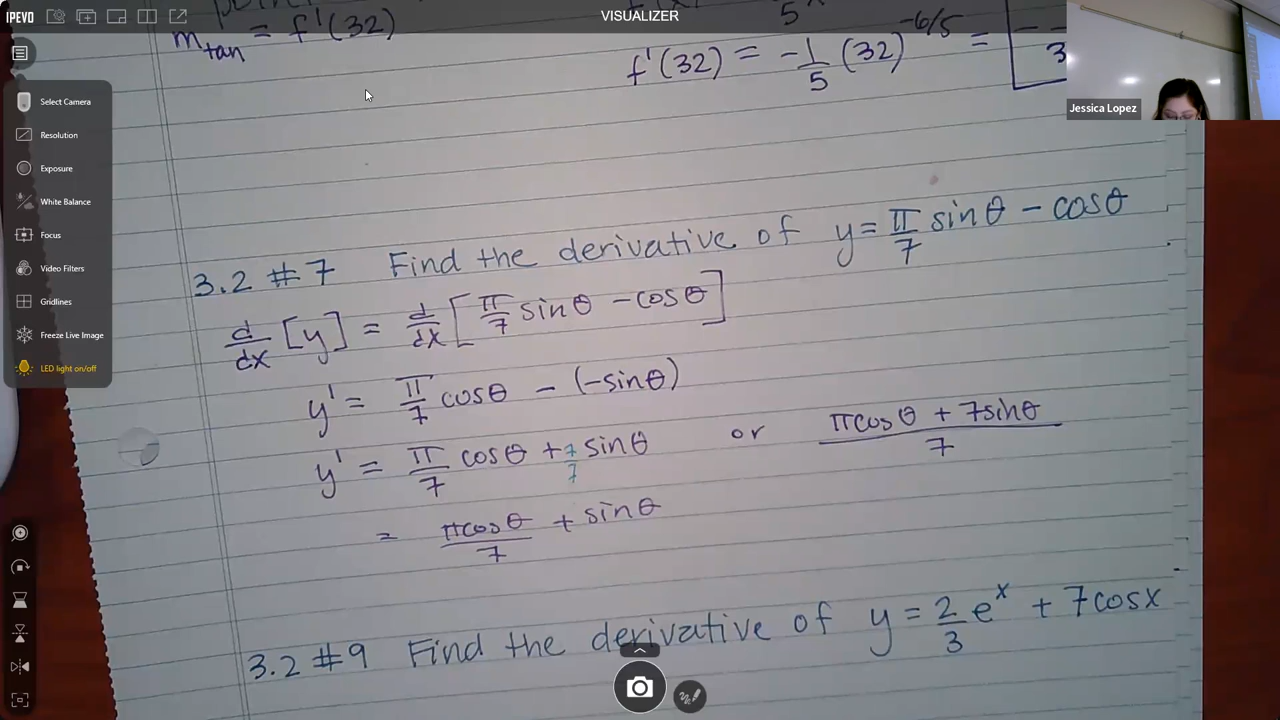 IPEVO
VISUALIZER
m_tan = f'(32)
f'(32) = -1/5 (32)^-6/5 =
Jessica Lopez
Select Camera
Resolution
Exposure
White Balance
Focus
Video Filters
Gridlines
Freeze Live Image
LED light on/off
3.2 #7 Find the derivative of y = π/7 sinθ - cosθ
d/dx [y] = d/dx [π/7 sinθ - cosθ]
y' = π/7 cosθ - (-sinθ)
y' = π/7 cosθ + 7/7 sinθ or πcosθ + 7sinθ/7
= πcosθ/7 + sinθ
3.2 #9 Find the derivative of y = 2/3 e^x + 7cosx